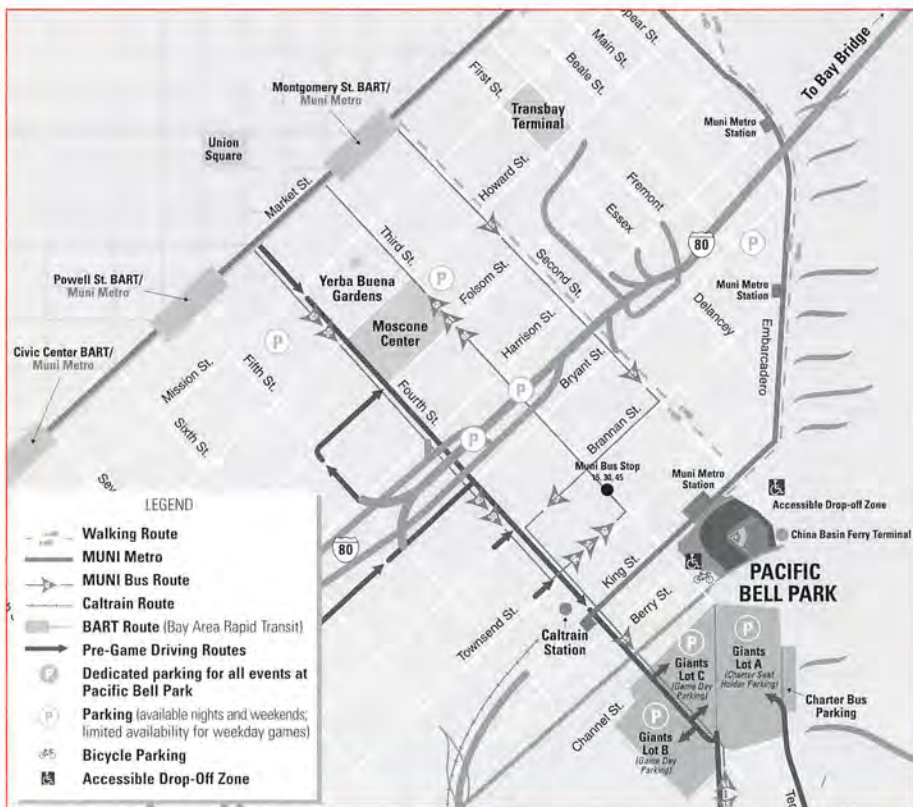 Spear St.
Main St.
Beale St.
First St.
To Bay Bridge
Montgomery St. BART/
Muni Metro
Transbay
Terminal
Muni Metro
Station
Union
Square
Howard St.
Market St.
Fremont
Essex
80
P
Third St.
Second St.
Folsom St.
Powell St. BART/
Muni Metro
Yerba Buena
Gardens
P
Muni Metro
Station
Moscone
Center
Harrison St.
Delancey
Embarcadero
P
Civic Center BART/
Muni Metro
Mission St.
Fifth St.
Bryant St.
Fourth St.
P
Sixth St.
Brannan St.
P
Muni Bus Stop
15, 30, 45
Muni Metro
Station
Accessible Drop-off Zone
China Basin Ferry Terminal
80
King St.
PACIFIC
BELL PARK
Berry St.
Townsend St.
Caltrain
Station
P
Giants
Lot C
(Game Day
Parking)
P
Giants
Lot A
(Charter Seat
Holder Parking)
Charter Bus
Parking
Channel St.
P
Giants
Lot B
(Game Day
Parking)
LEGEND
Walking Route
MUNI Metro
MUNI Bus Route
Caltrain Route
BART Route (Bay Area Rapid Transit)
Pre-Game Driving Routes
P Dedicated parking for all events at
Pacific Bell Park
P Parking (available nights and weekends;
limited availability for weekday games)
Bicycle Parking
Accessible Drop-Off Zone